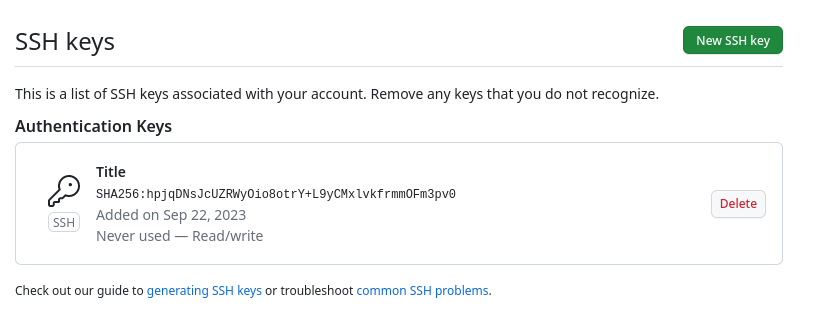 SSH keys
New SSH key
This is a list of SSH keys associated with your account. Remove any keys that you do not recognize.
Authentication Keys
Title
SHA256:hpjqDNsJcUZRWyOio8otrY+L9yCMxlvkfrmmOFm3pv0
SSH
Added on Sep 22, 2023
Never used — Read/write
Delete
Check out our guide to generating SSH keys or troubleshoot common SSH problems.